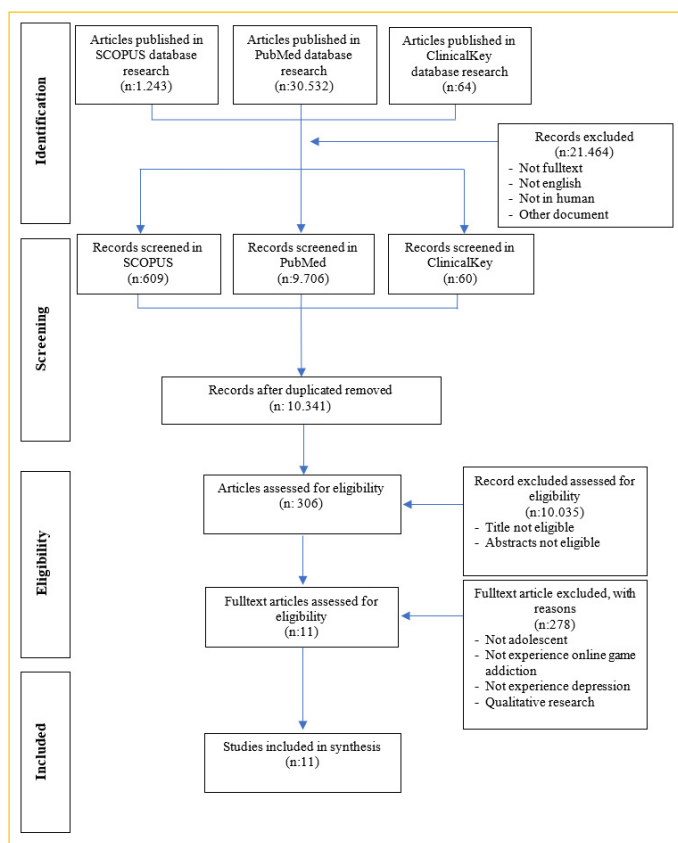 Identification
Articles published in
SCOPUS database
research
(n:1.243)
Articles published in
PubMed database
research
(n:30.532)
Articles published in
ClinicalKey
database research
(n:64)
Records excluded
(n:21.464)
- Not fulltext
- Not english
- Not in human
- Other document
Screening
Records screened in
SCOPUS
(n:609)
Records screened in
PubMed
(n:9.706)
Records screened in
ClinicalKey
(n:60)
Records after duplicated removed
(n: 10.341)
Eligibility
Articles assessed for eligibility
(n: 306)
Record excluded assessed for
eligibility
(n:10.035)
- Title not eligible
- Abstracts not eligible
Fulltext articles assessed for
eligibility
(n:11)
Fulltext article excluded, with
reasons
(n:278)
- Not adolescent
- Not experience online game
addiction
- Not experience depression
- Qualitative research
Included
Studies included in synthesis
(n:11)